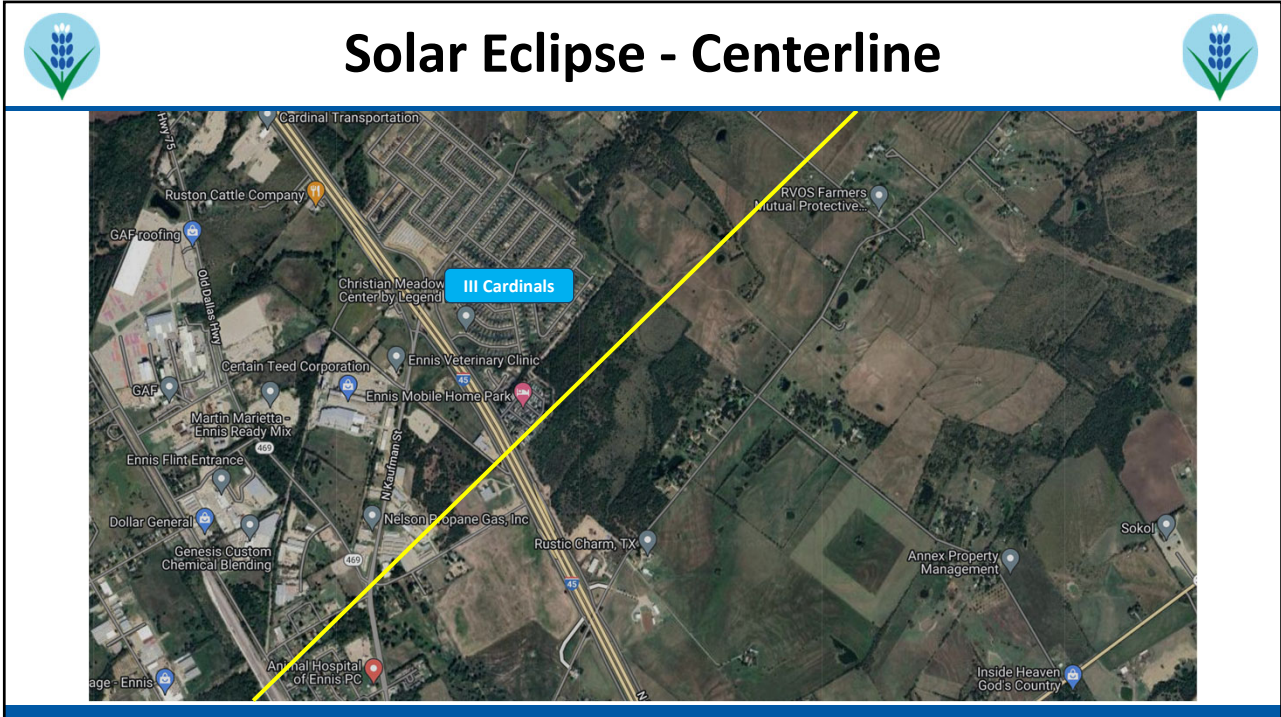 Solar Eclipse - Centerline
Cardinal Transportation
Hwy 75
Ruston Cattle Company
RVOS Farmers
Mutual Protective...
GAF roofing
Old Dallas Hwy
Christian Meadow
Center by Legend
III Cardinals
Certain Teed Corporation
Ennis Veterinary Clinic
45
GAF
Ennis Mobile Home Park
Martin Marietta -
Ennis Ready Mix
469
N Kaufman St
Ennis Flint Entrance
Dollar General
Nelson Propane Gas, Inc
Genesis Custom
Chemical Blending
469
Rustic Charm, TX
Sokol
Annex Property
Management
45
Animal Hospital
of Ennis PC
age - Ennis
Inside Heaven
God's Country